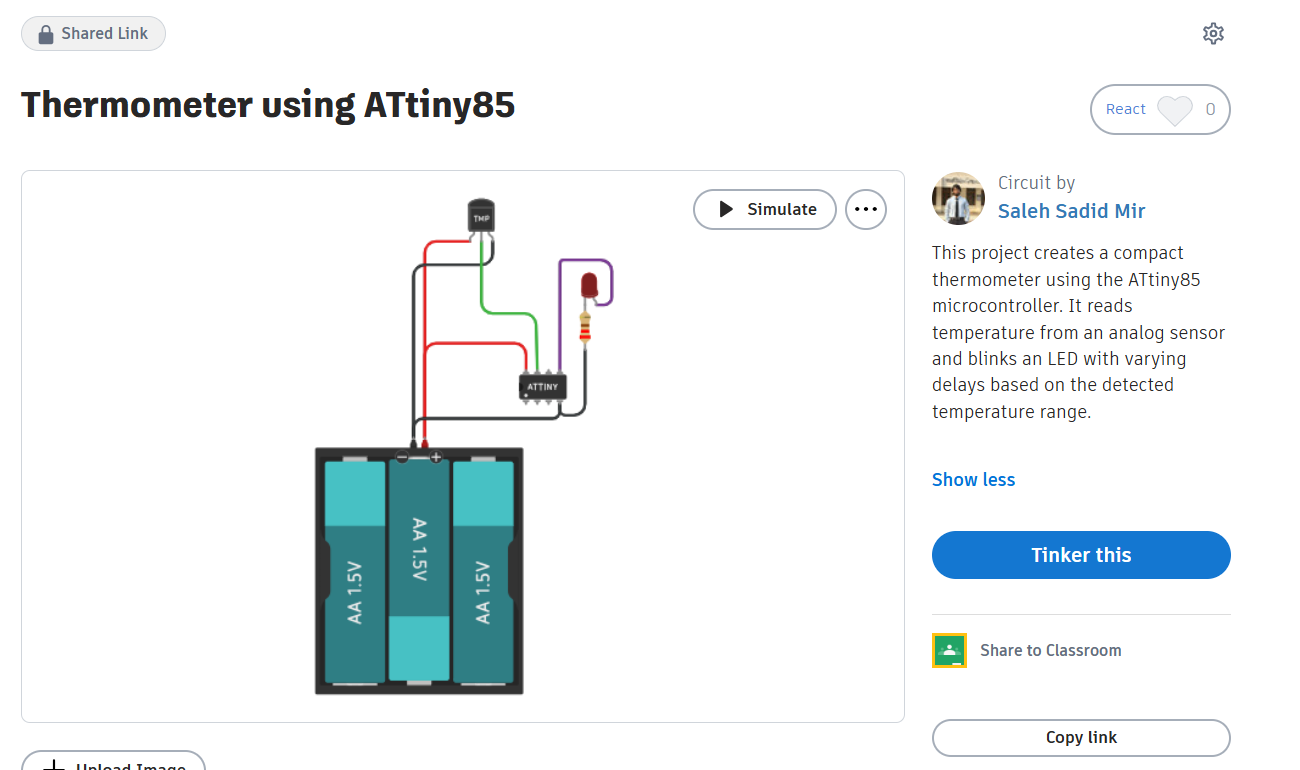 Shared Link
Thermometer using ATtiny85
React 0
Simulate
TMP
ATTINY
AA 1.5V
AA 1.5V
AA 1.5V
Circuit by
Saleh Sadid Mir
This project creates a compact
thermometer using the ATtiny85
microcontroller. It reads
temperature from an analog sensor
and blinks an LED with varying
delays based on the detected
temperature range.
Show less
Tinker this
Share to Classroom
Copy link
Upload Image